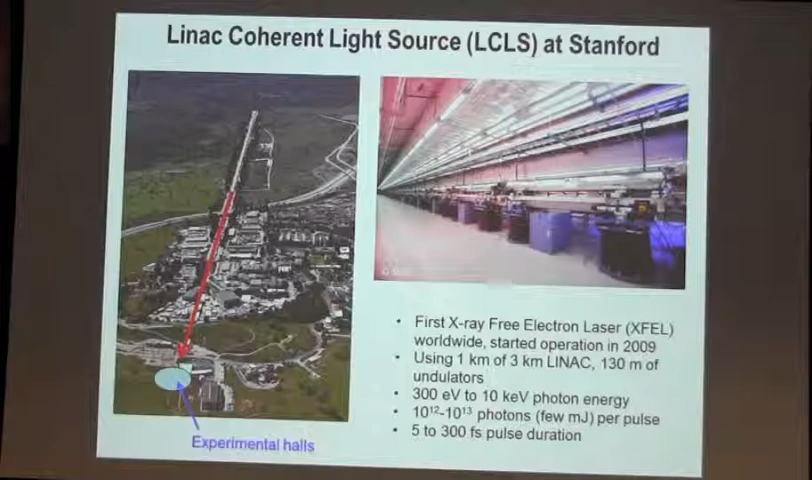 Linac Coherent Light Source (LCLS) at Stanford
Experimental halls
• First X-ray Free Electron Laser (XFEL)
worldwide, started operation in 2009
• Using 1 km of 3 km LINAC, 130 m of
undulators
• 300 eV to 10 keV photon energy
• 10¹²-10¹³ photons (few mJ) per pulse
• 5 to 300 fs pulse duration